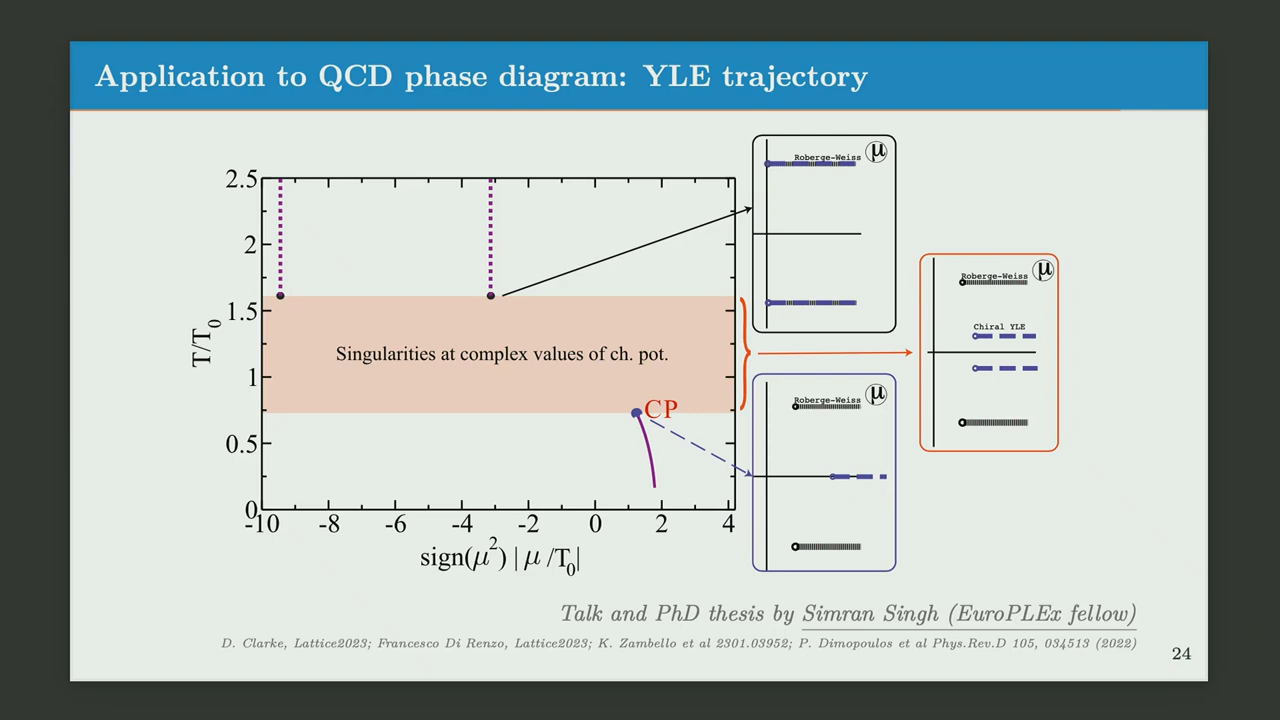 Application to QCD phase diagram: YLE trajectory
2.5
2
1.5
1
0.5
0
T/T0
-10 -8 -6 -4 -2 0 2 4
sign(μ2) | μ /T0|
Singularities at complex values of ch. pot.
CP
Roberge-Weiss μ
Roberge-Weiss μ
Chiral YLE
Roberge-Weiss μ
Talk and PhD thesis by Simran Singh (EuroPLEx fellow)
D. Clarke, Lattice2023; Francesco Di Renzo, Lattice2023; K. Zambello et al 2301.03952; P. Dimopoulos et al Phys.Rev.D 105, 034513 (2022)
24